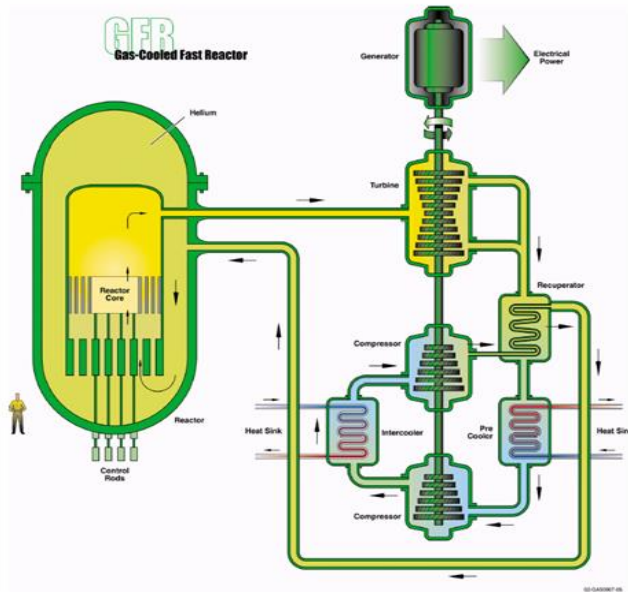 GFR
Gas-Cooled Fast Reactor
Generator
Electrical
Power
Helium
Turbine
Reactor
Core
Recuperator
Compressor
Reactor
Heat Sink
Intercooler
Pre
Cooler
Heat Sin
Control
Rods
Compressor